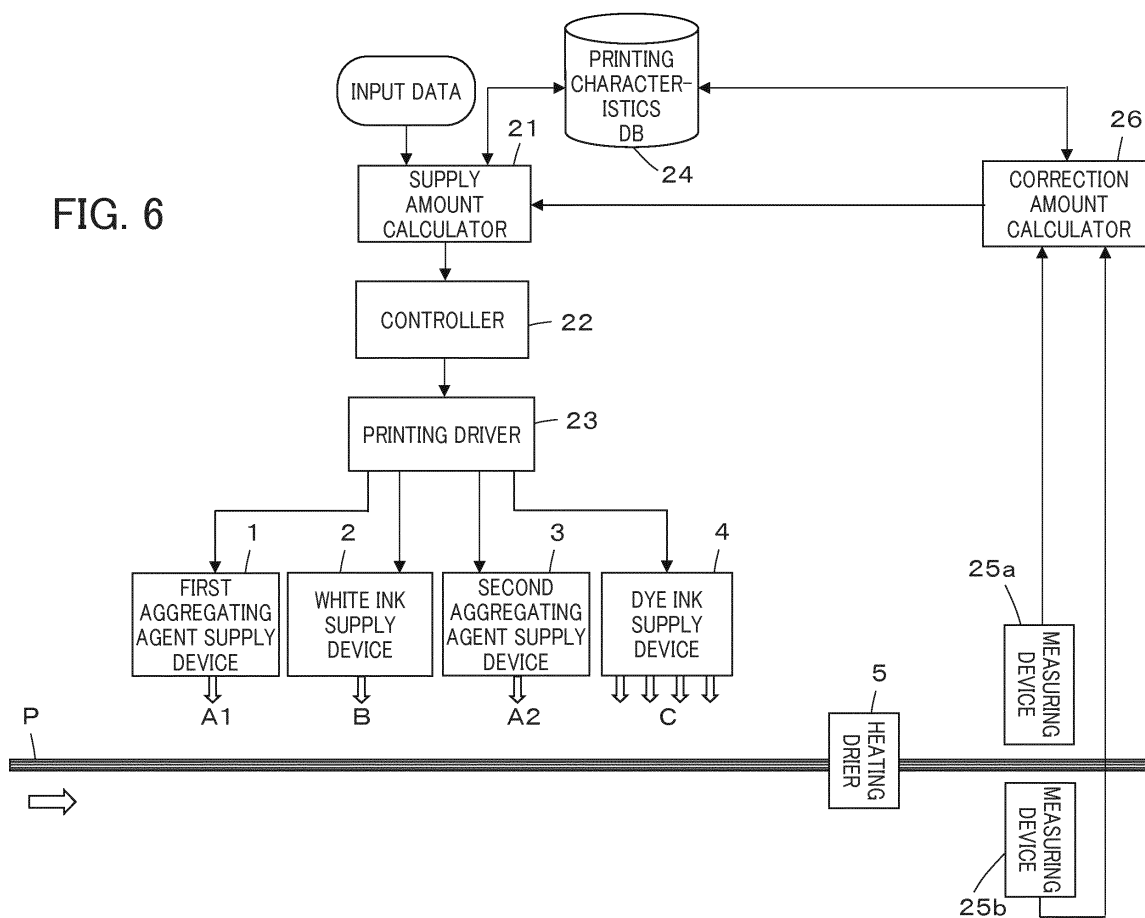 FIG. 6
INPUT DATA
PRINTING
CHARACTER-
ISTICS
DB
24
21
SUPPLY
AMOUNT
CALCULATOR
26
CORRECTION
AMOUNT
CALCULATOR
CONTROLLER
22
PRINTING DRIVER
23
1
FIRST
AGGREGATING
AGENT SUPPLY
DEVICE
A1
2
WHITE INK
SUPPLY
DEVICE
B
3
SECOND
AGGREGATING
AGENT SUPPLY
DEVICE
A2
4
DYE INK
SUPPLY
DEVICE
C
P
5
HEATING
DRIER
25a
MEASURING
DEVICE
MEASURING
DEVICE
25b